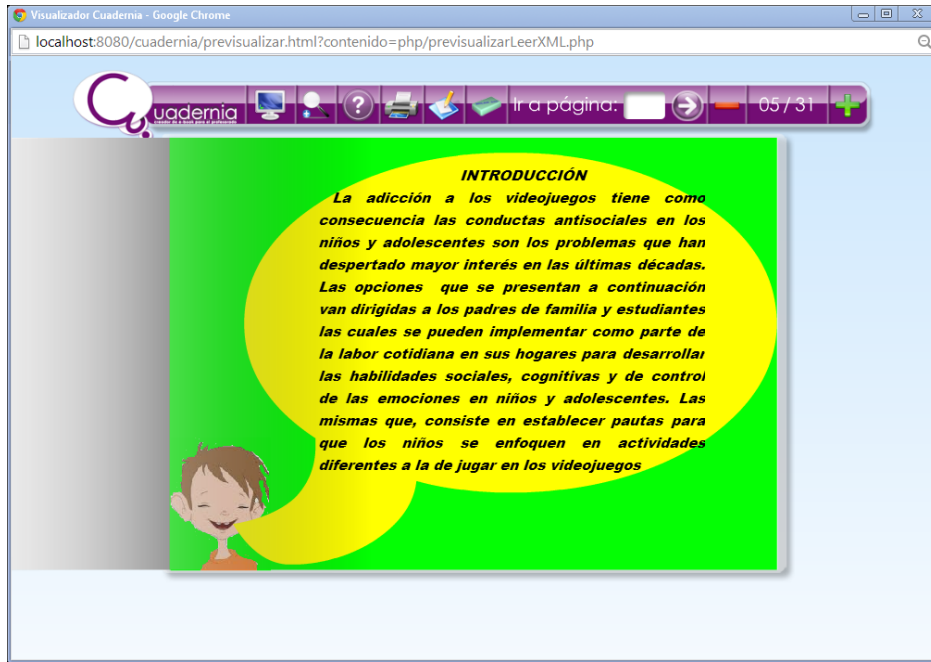 Visualizador Cuadernia - Google Chrome
localhost:8080/cuadernia/previsualizar.html?contenido=php/previsualizarLeerXML.php
Cuadernia
Ir a página:
05 / 31
INTRODUCCIÓN
La adicción a los videojuegos tiene como
consecuencia las conductas antisociales en los
niños y adolescentes son los problemas que han
despertado mayor interés en las últimas décadas.
Las opciones que se presentan a continuación
van dirigidas a los padres de familia y estudiantes
las cuales se pueden implementar como parte de
la labor cotidiana en sus hogares para desarrollar
las habilidades sociales, cognitivas y de control
de las emociones en niños y adolescentes. Las
mismas que, consiste en establecer pautas para
que los niños se enfoquen en actividades
diferentes a la de jugar en los videojuegos